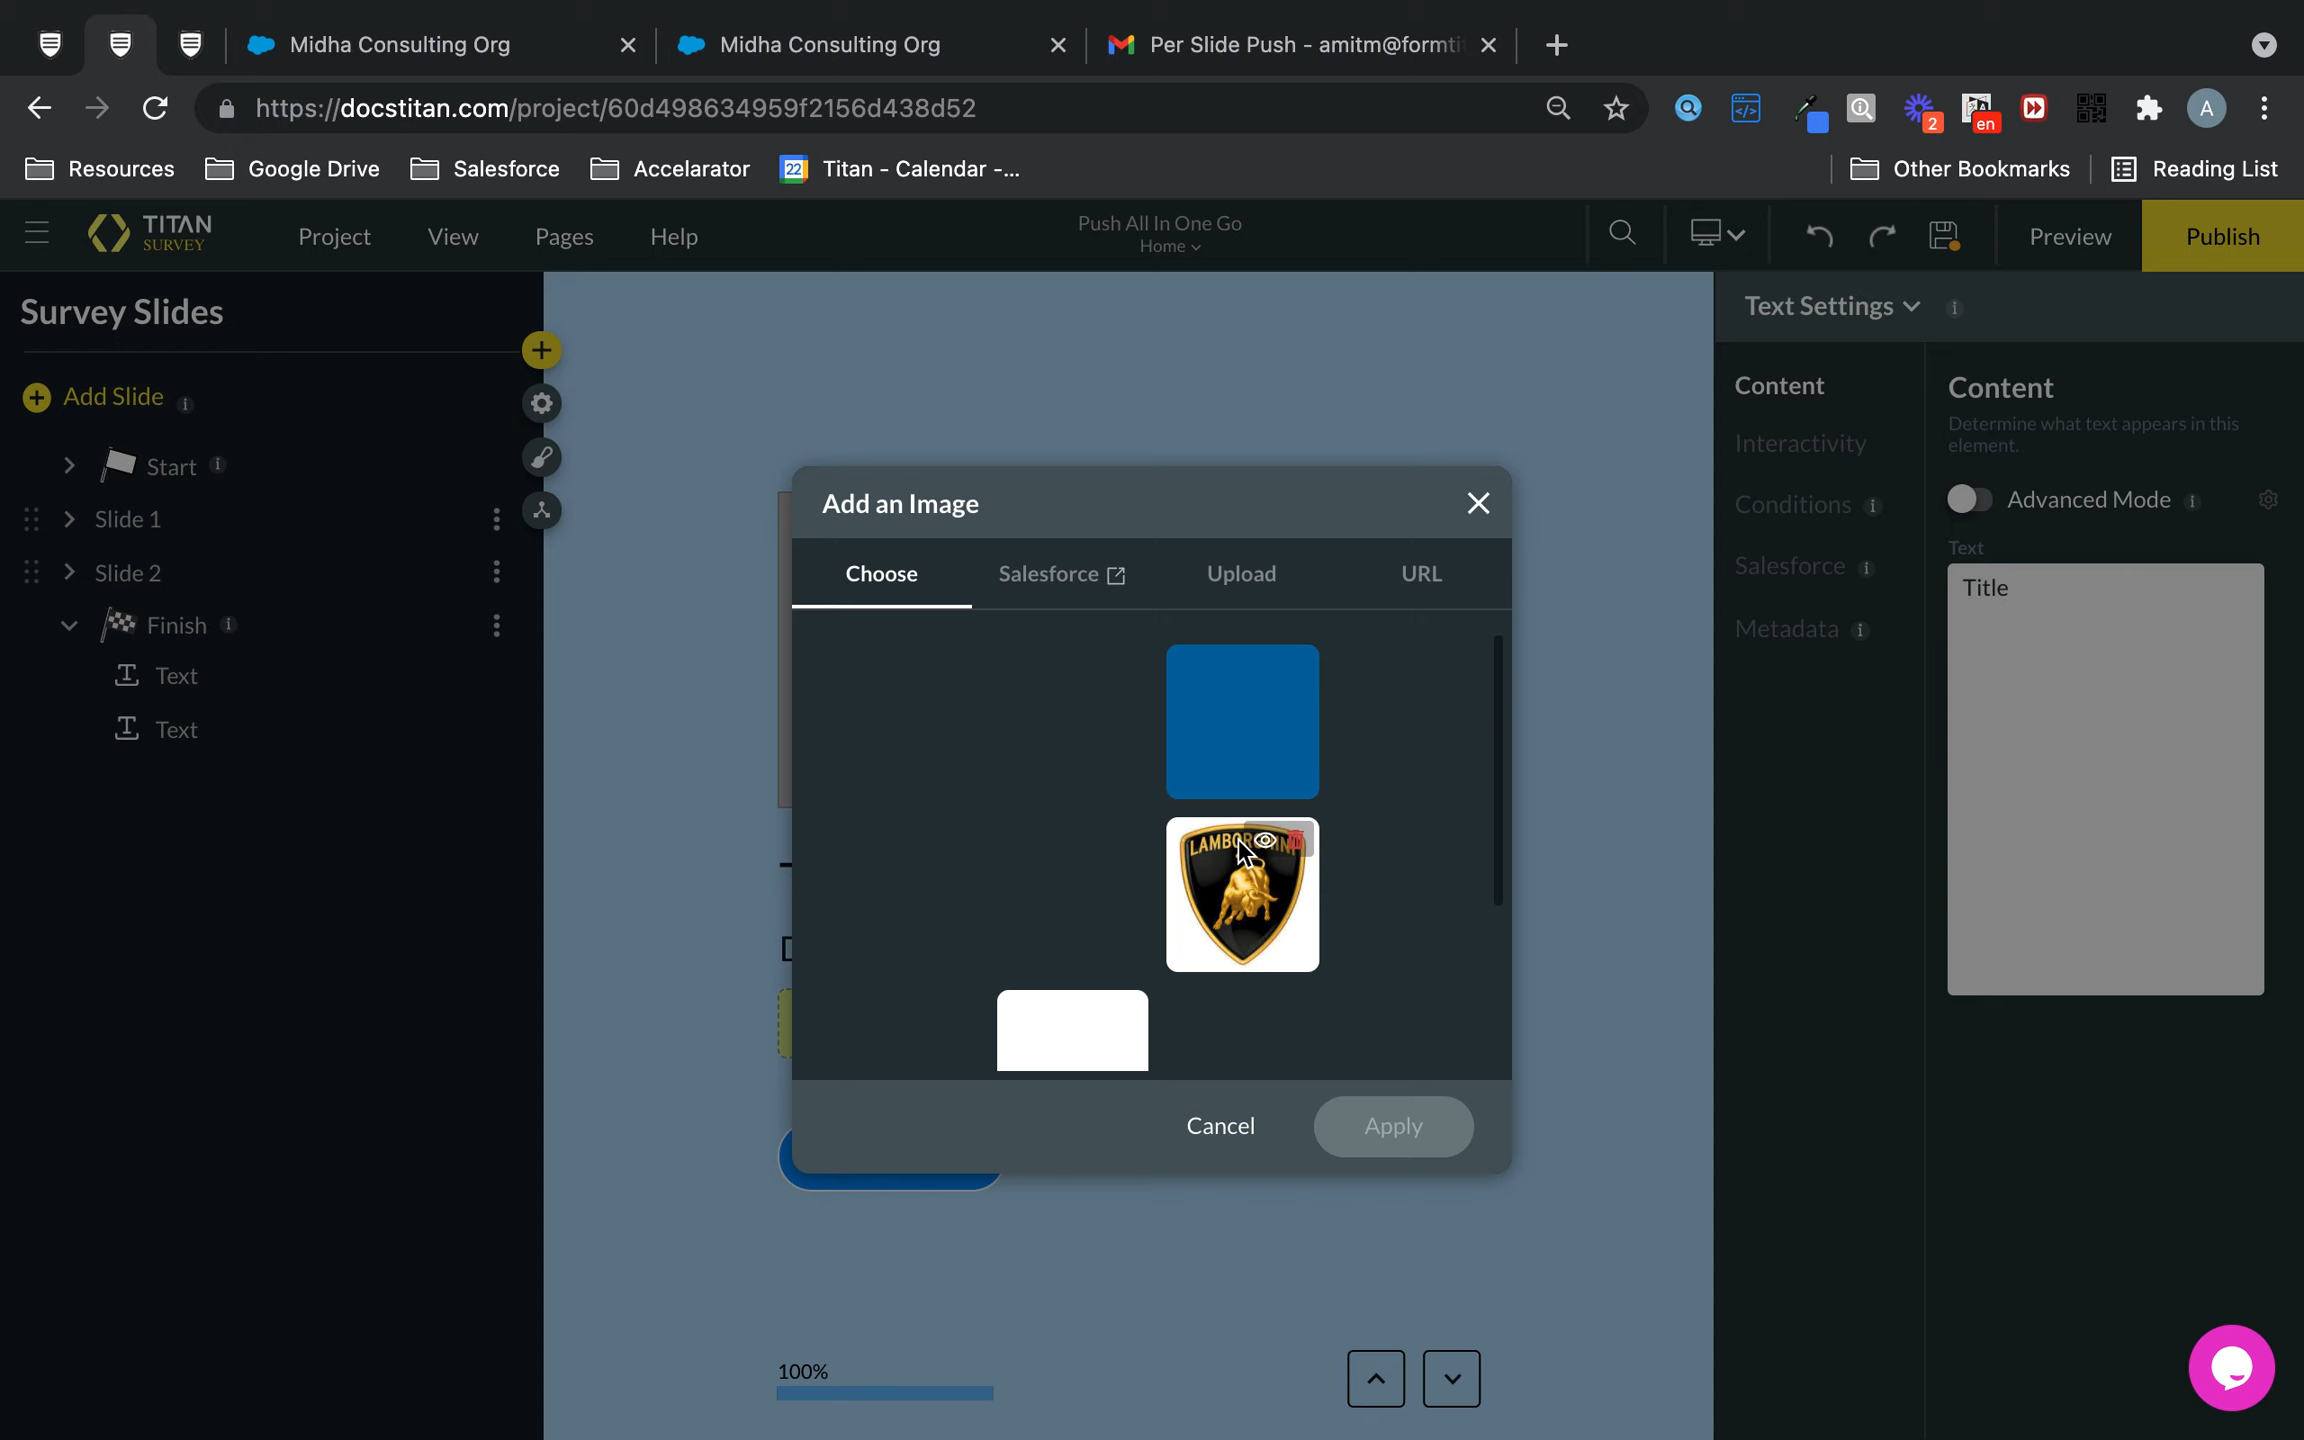 Midha Consulting Org
Midha Consulting Org
Per Slide Push - amitm@formti
https://docstitan.com/project/60d498634959f2156d438d52
2
en
A
Resources
Google Drive
Salesforce
Accelarator
22
Titan - Calendar -...
Other Bookmarks
Reading List
TITAN
SURVEY
Project
View
Pages
Help
Push All In One Go
Home
Preview
Publish
Survey Slides
Add Slide
Start
Slide 1
Slide 2
Finish
Text
Text
Add an Image
Choose
Salesforce
Upload
URL
LAMBORGHINI
Cancel
Apply
100%
Text Settings
Content
Interactivity
Conditions
Salesforce
Metadata
Content
Determine what text appears in this
element.
Advanced Mode
Text
Title